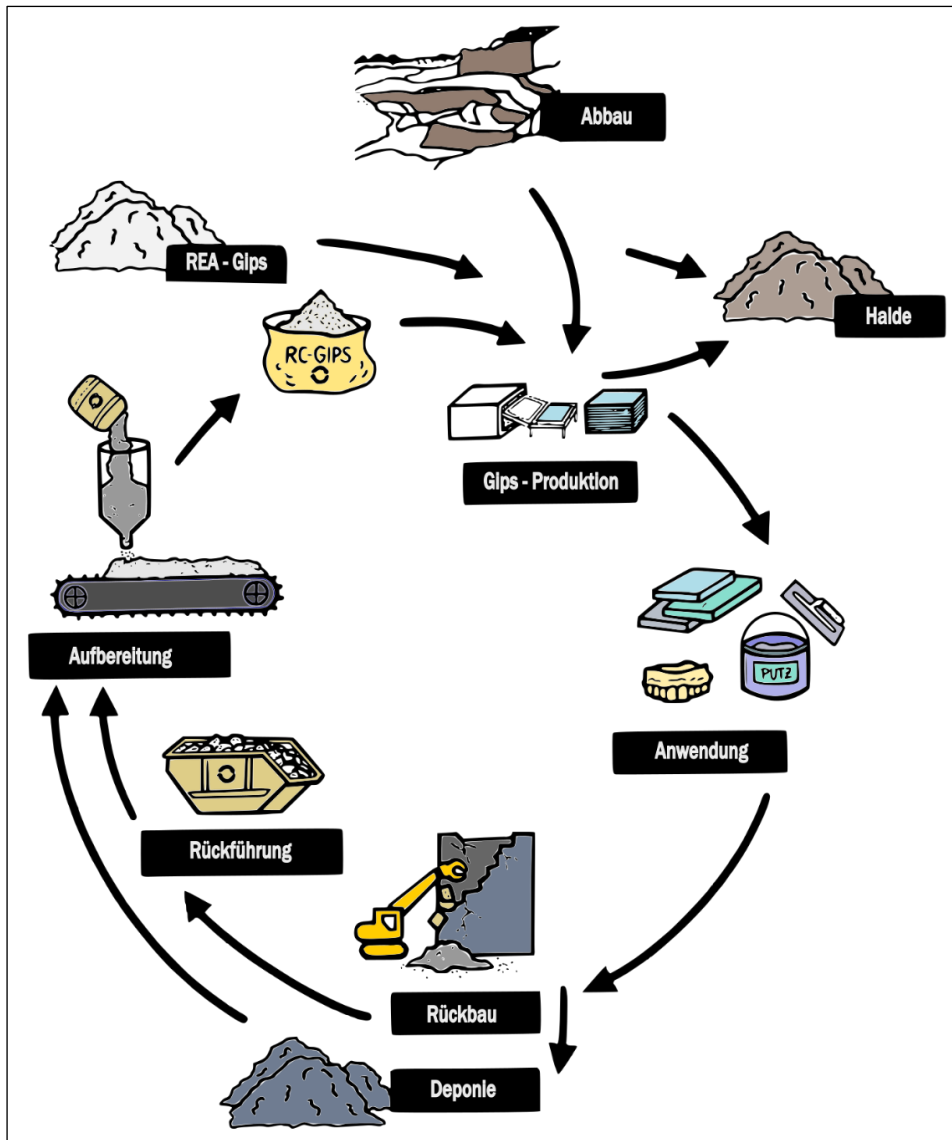 Abbau
REA - Gips
Halde
RC-GIPS
Gips - Produktion
PUTZ
Aufbereitung
Anwendung
Rückführung
Rückbau
Deponie